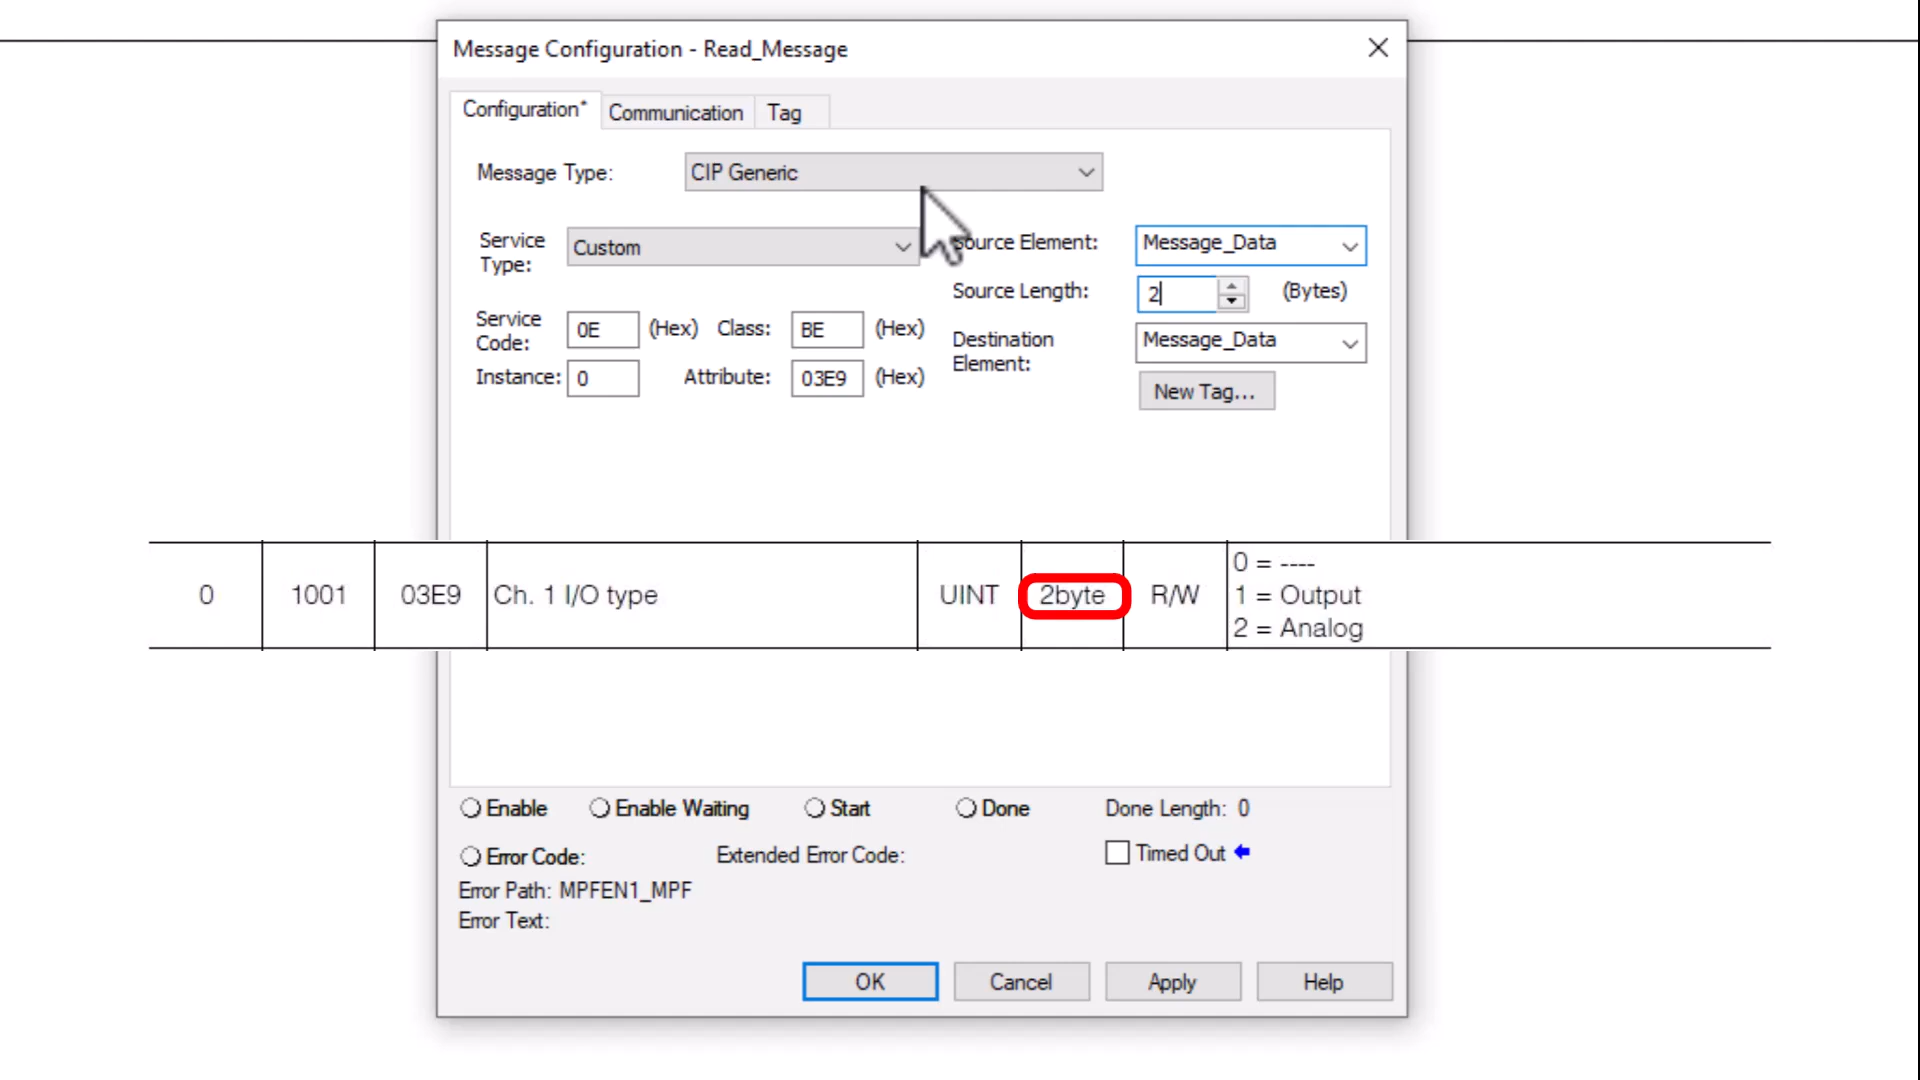 Message Configuration - Read_Message
Configuration* Communication Tag
Message Type: CIP Generic
Service Type: Custom
Source Element: Message_Data
Source Length: 2 (Bytes)
Service Code: 0E (Hex) Class: BE (Hex)
Destination Element: Message_Data
Instance: 0 Attribute: 03E9 (Hex)
New Tag...
0 1001 03E9 Ch. 1 I/O type UINT 2byte R/W
0 = ----
1 = Output
2 = Analog
Enable Enable Waiting Start Done Done Length: 0
Error Code: Extended Error Code: Timed Out
Error Path: MPFEN1_MPF
Error Text:
OK Cancel Apply Help